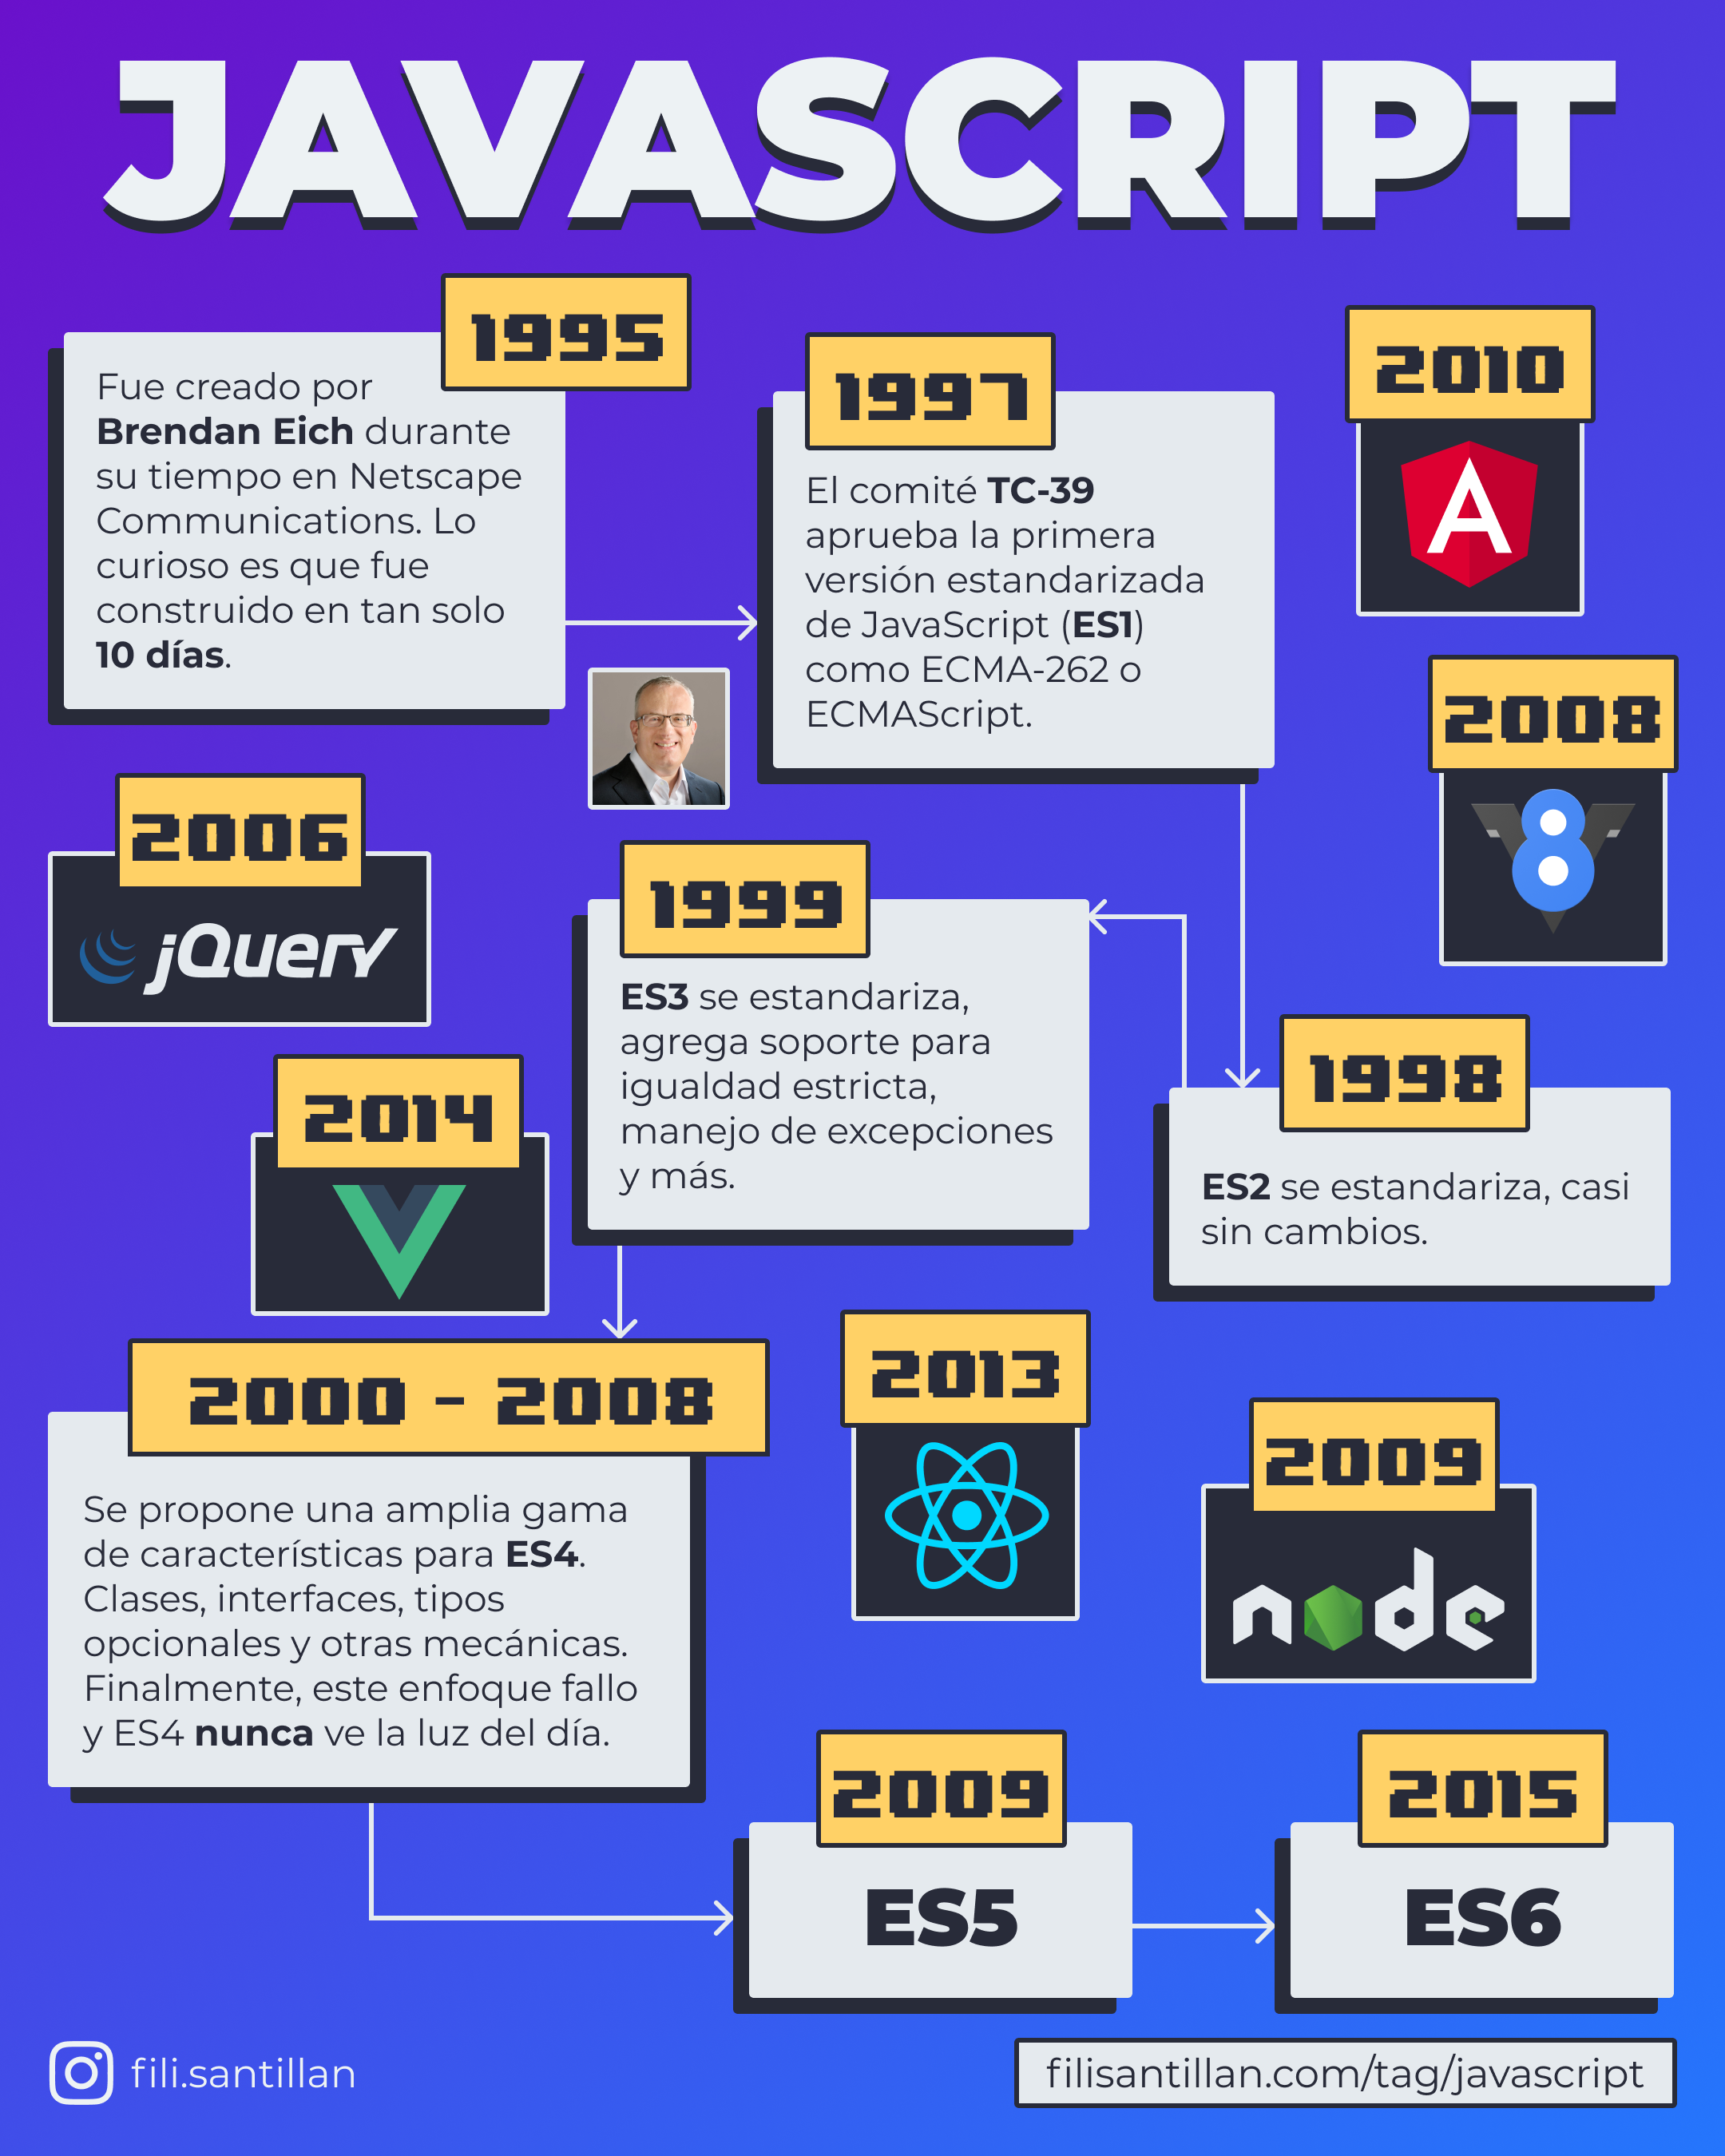 JAVASCRIPT
1995
Fue creado por
Brendan Eich durante
su tiempo en Netscape
Communications. Lo
curioso es que fue
construido en tan solo
10 días.
1997
El comité TC-39
aprueba la primera
versión estandarizada
de JavaScript (ES1)
como ECMA-262 o
ECMAScript.
2010
A
2008
V8
2006
jQuery
1999
ES3 se estandariza,
agrega soporte para
igualdad estricta,
manejo de excepciones
y más.
1998
ES2 se estandariza, casi
sin cambios.
2014
2000 - 2008
Se propone una amplia gama
de características para ES4.
Clases, interfaces, tipos
opcionales y otras mecánicas.
Finalmente, este enfoque fallo
y ES4 nunca ve la luz del día.
2013
2009
node
2009
ES5
2015
ES6
fili.santillan
filisantillan.com/tag/javascript